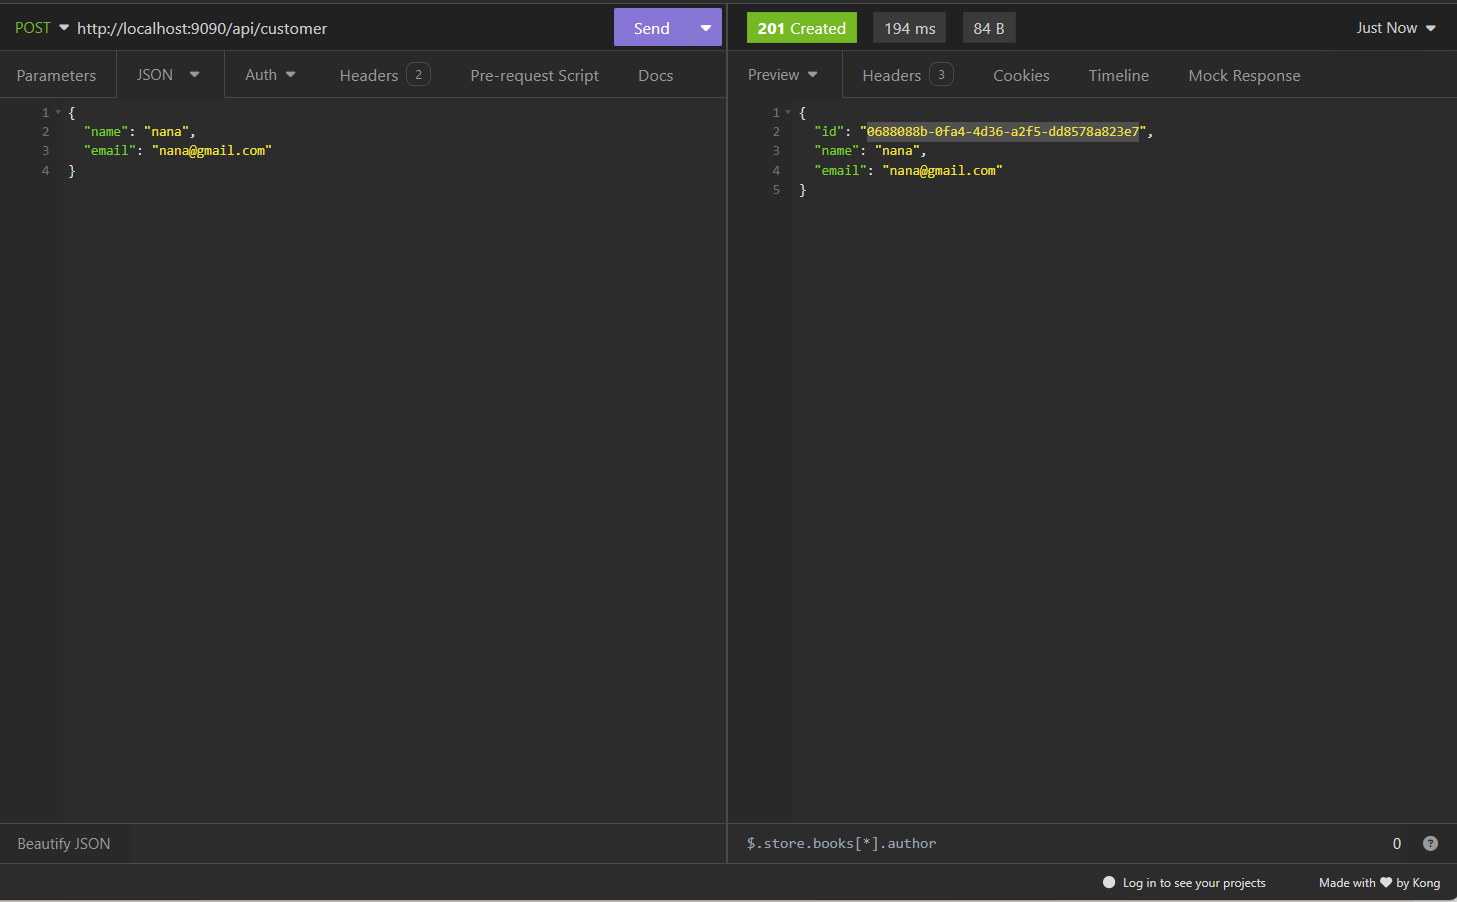 POST http://localhost:9090/api/customer Send
201 Created 194 ms 84 B Just Now
Parameters JSON Auth Headers 2 Pre-request Script Docs
Preview Headers 3 Cookies Timeline Mock Response
1 {
2 "name": "nana",
3 "email": "nana@gmail.com"
4 }
1 {
2 "id": "0688088b-0fa4-4d36-a2f5-dd8578a823e7",
3 "name": "nana",
4 "email": "nana@gmail.com"
5 }
Beautify JSON
$.store.books[*].author 0 ?
Log in to see your projects Made with ♥ by Kong